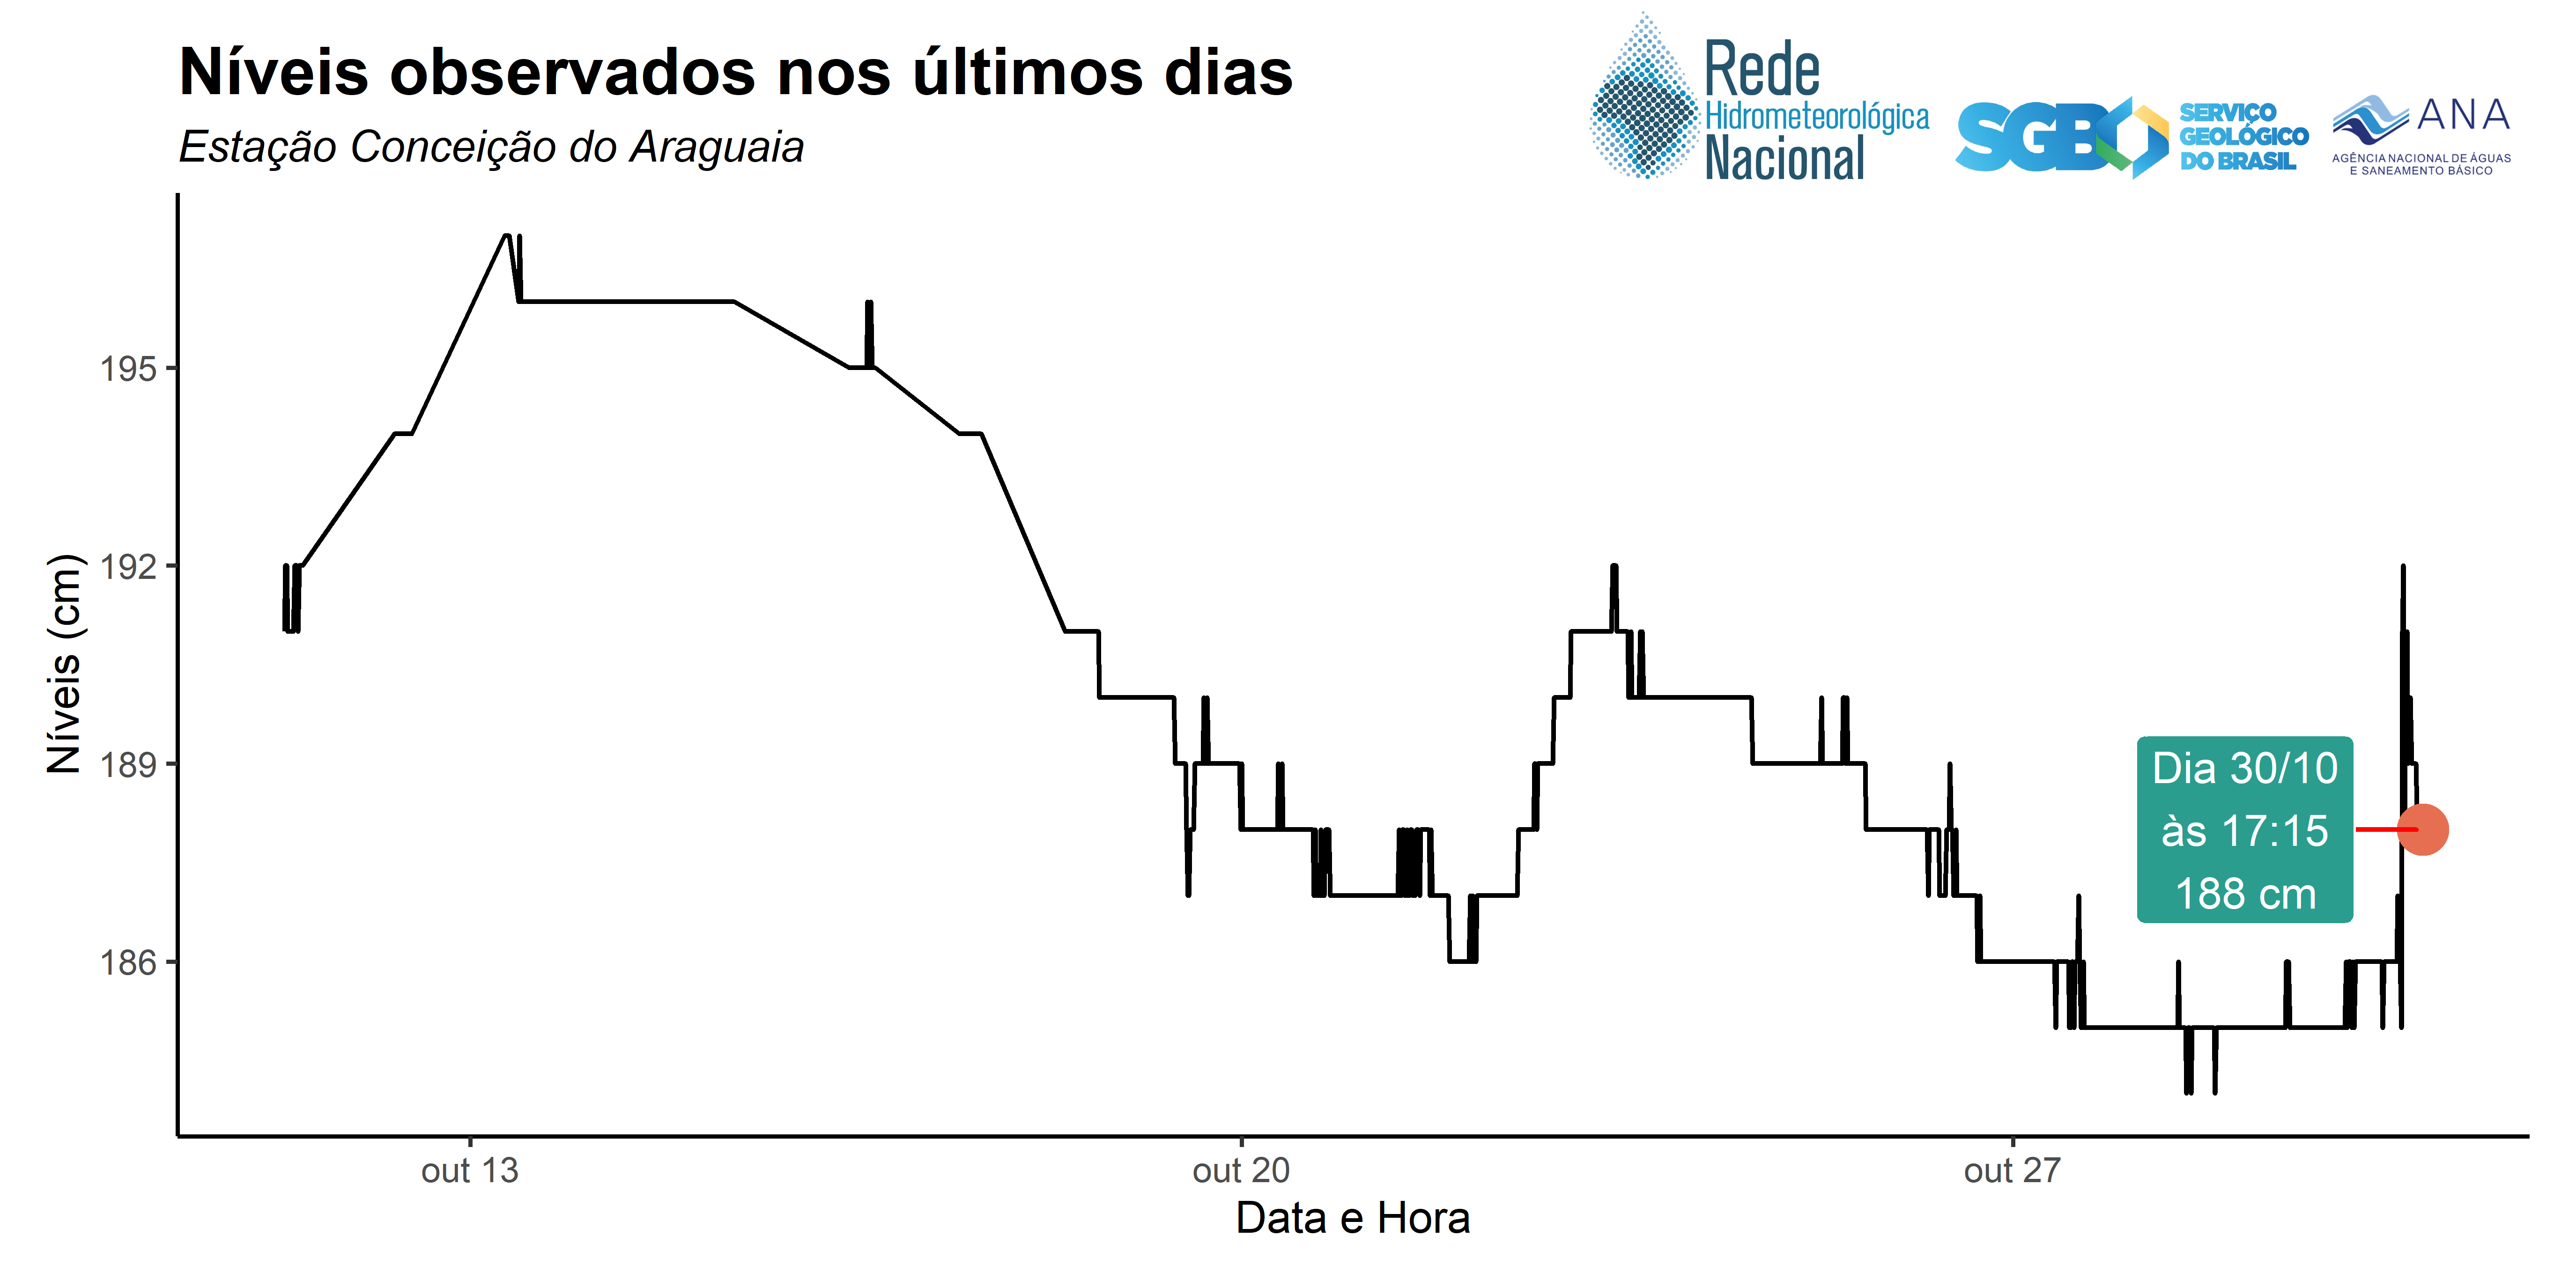 Níveis observados nos últimos dias
Estação Conceição do Araguaia
Rede
Hidrometeorológica
Nacional
SGB
SERVIÇO
GEOLÓGICO
DO BRASIL
ANA
AGÊNCIA NACIONAL DE ÁGUAS
E SANEAMENTO BÁSICO
Níveis (cm)
195
192
189
186
Dia 30/10
às 17:15
188 cm
out 13
out 20
out 27
Data e Hora